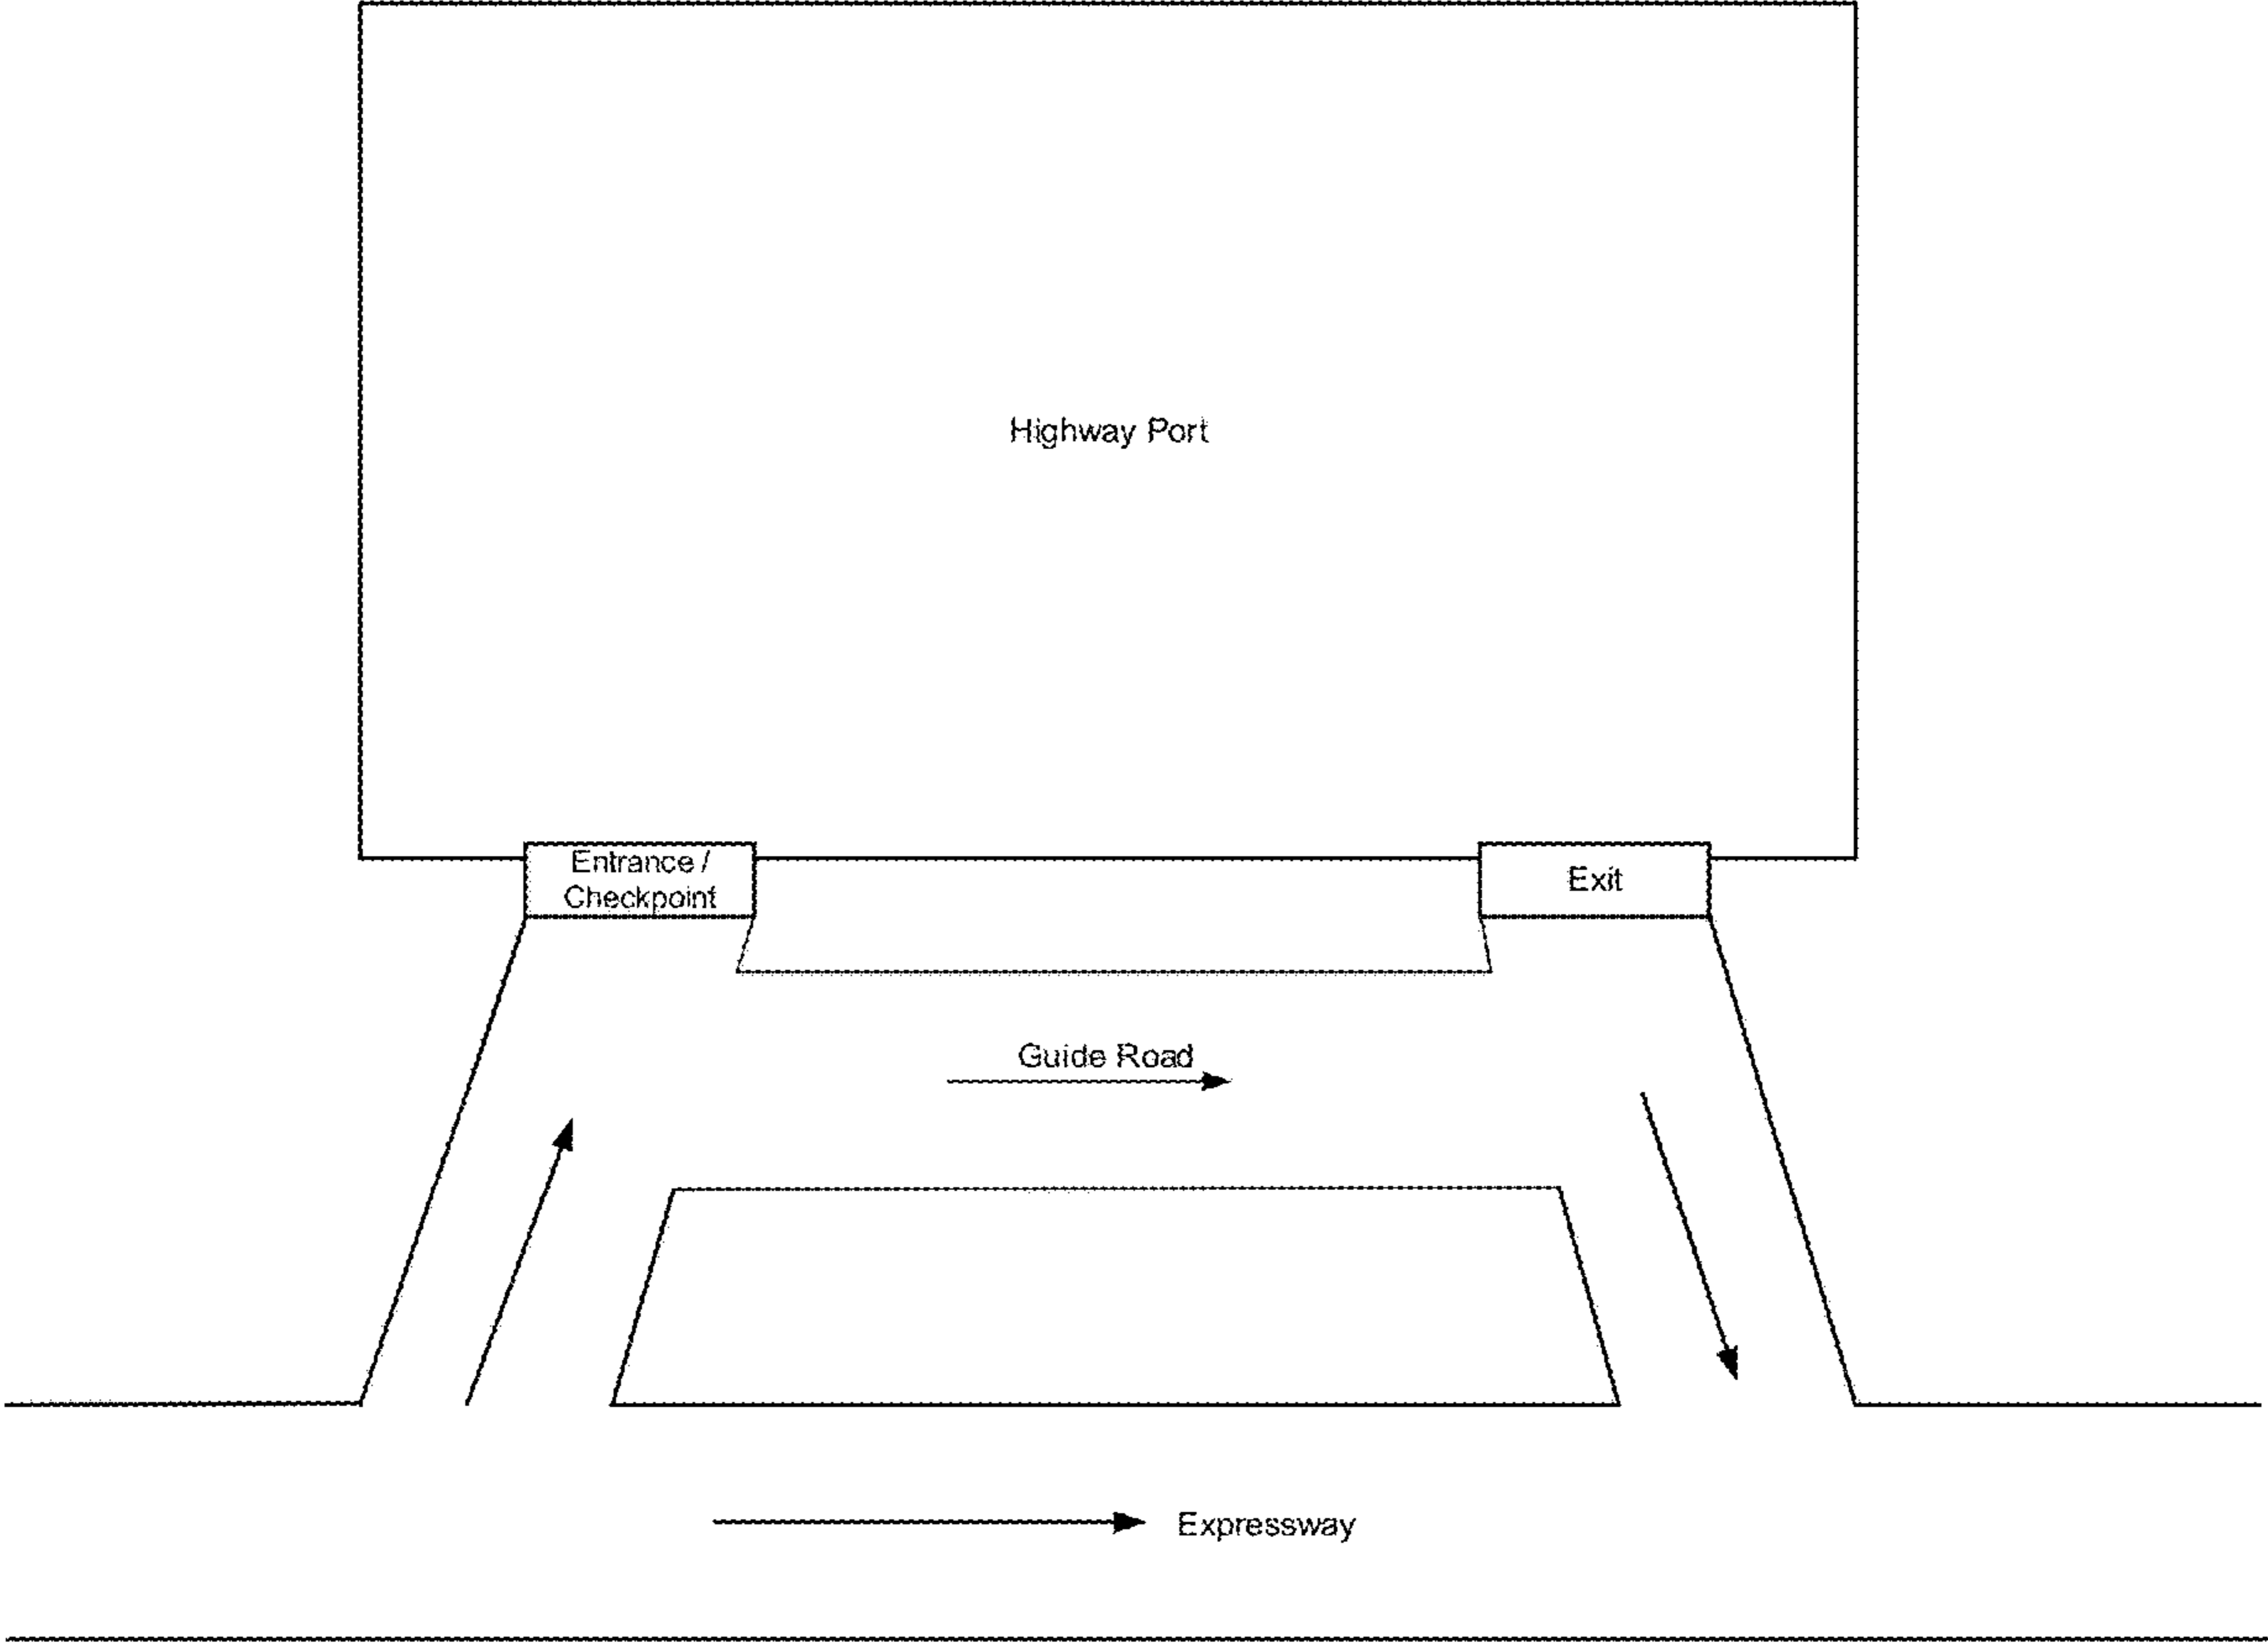 Highway Port
Entrance /
Checkpoint
Exit
Guide Road
Expressway